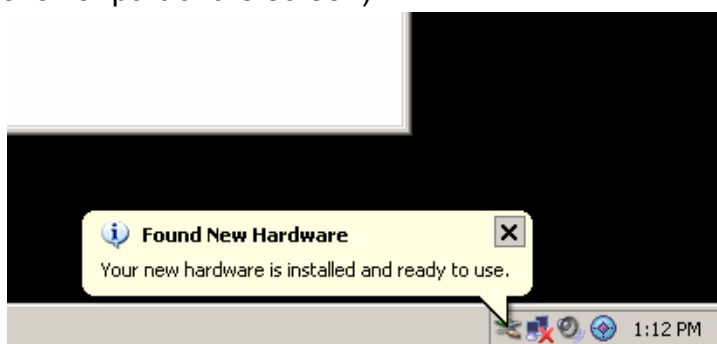 Found New Hardware
Your new hardware is installed and ready to use.
1:12 PM